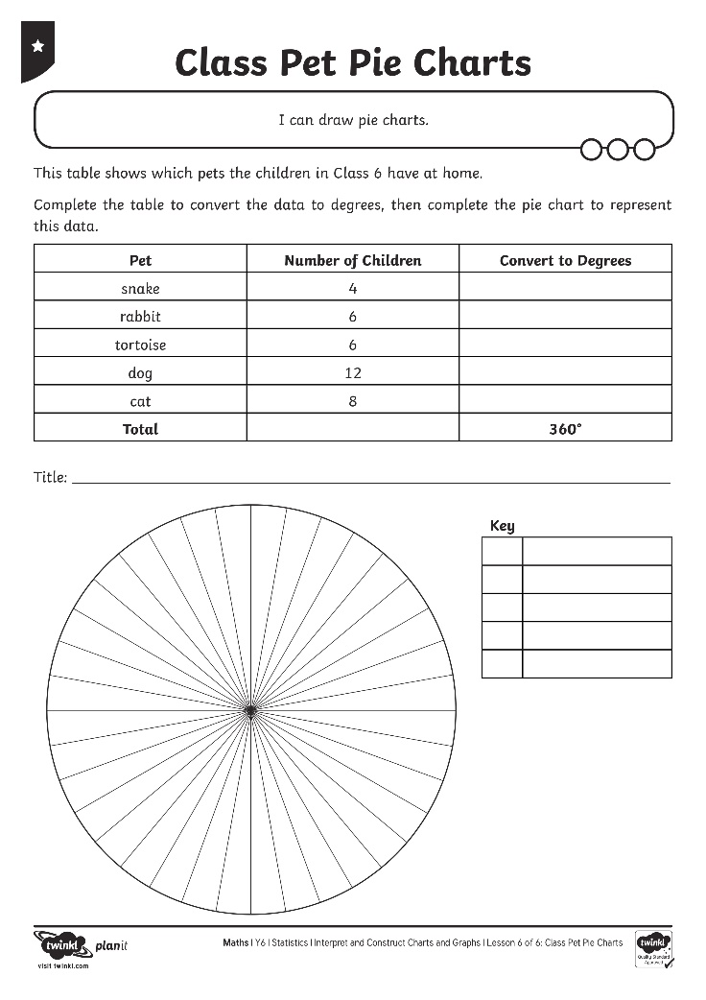 Class Pet Pie Charts
I can draw pie charts.
This table shows which pets the children in Class 6 have at home.
Complete the table to convert the data to degrees, then complete the pie chart to represent
this data.
Pet Number of Children Convert to Degrees
snake 4
rabbit 6
tortoise 6
dog 12
cat 8
Total 360°
Title:
Key
twinkl planit
visit twinkl.com
Maths | Y6 | Statistics | Interpret and Construct Charts and Graphs | Lesson 6 of 6: Class Pet Pie Charts
twinkl
Quality Standard
Approved